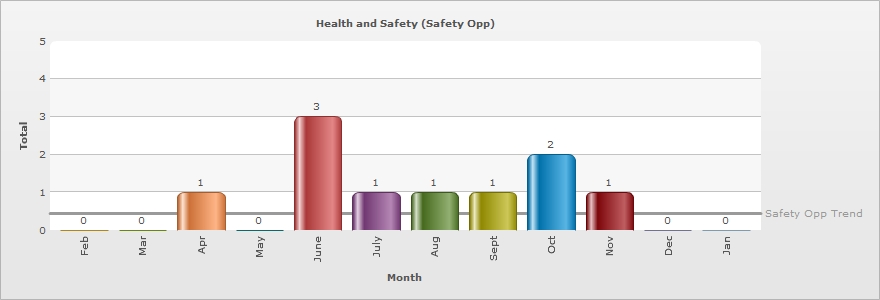 Health and Safety (Safety Opp)
Total
5
4
3
2
1
0
0
0
1
0
3
1
1
1
2
1
0
0
Safety Opp Trend
Feb
Mar
Apr
May
June
July
Aug
Sept
Oct
Nov
Dec
Jan
Month